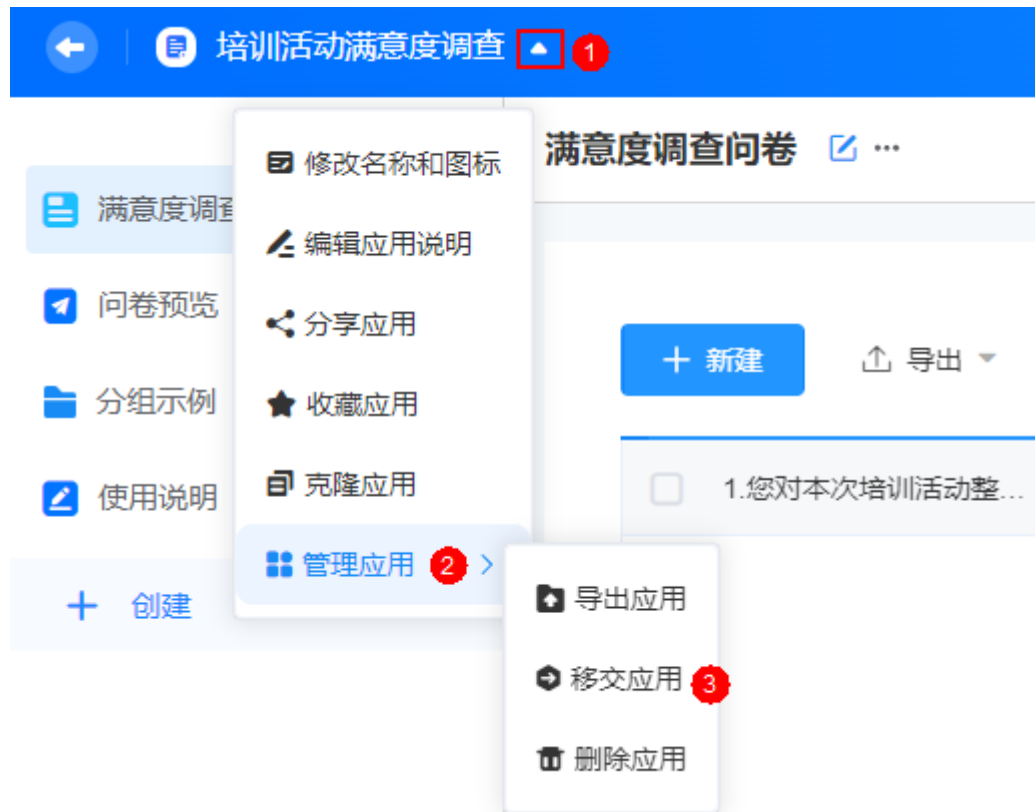 培训活动满意度调查 1
修改名称和图标
编辑应用说明
分享应用
收藏应用
克隆应用
管理应用 2
导出应用
移交应用 3
删除应用
满意度调
问卷预览
分组示例
使用说明
+ 创建
满意度调查问卷 ...
+ 新建 导出
1.您对本次培训活动整...